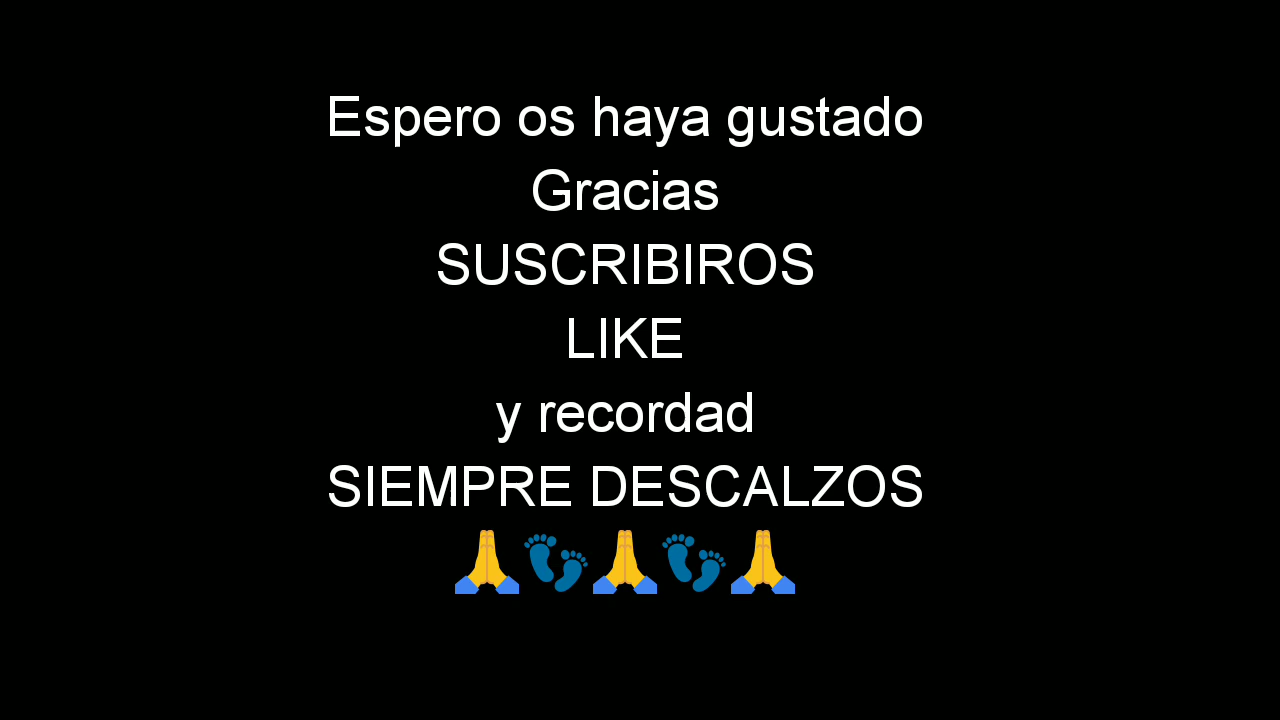 Espero os haya gustado
Gracias
SUSCRIBIROS
LIKE
y recordad
SIEMPRE DESCALZOS
🙏👣🙏👣🙏